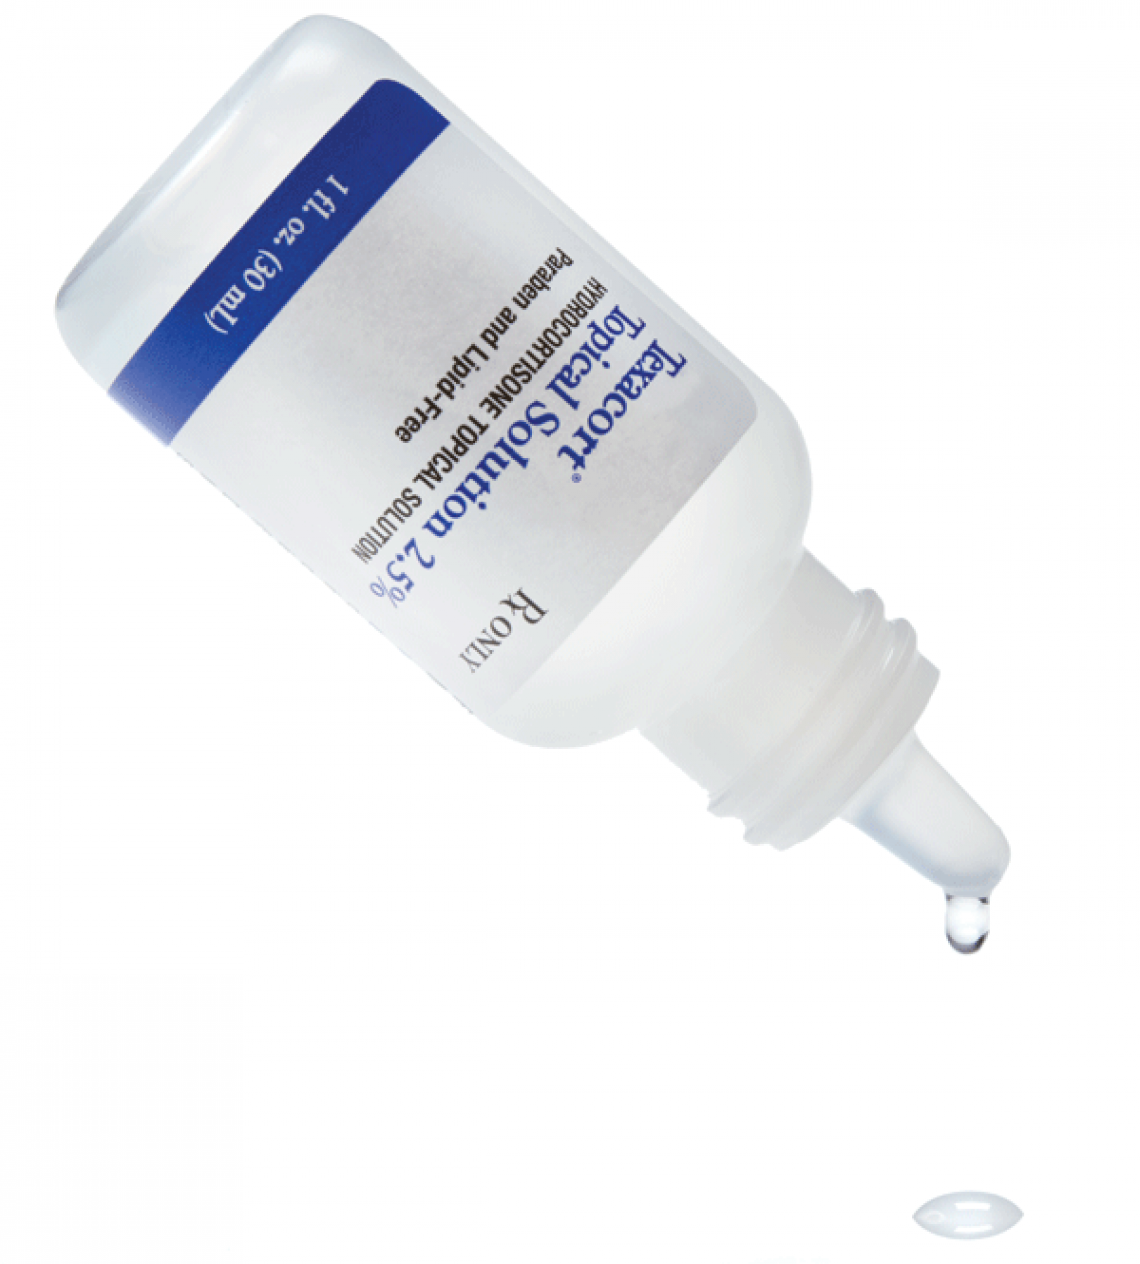 ℞ ONLY
Texacort®
Topical Solution 2.5%
HYDROCORTISONE TOPICAL SOLUTION
Paraben and Lipid-Free
1 fl. oz. (30 mL)